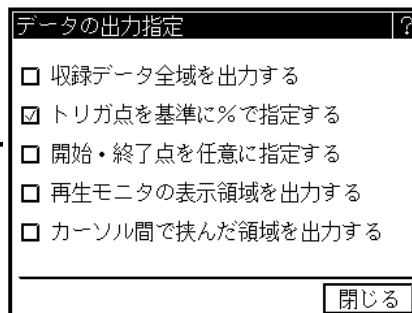 データの出力指定 ?
収録データ全域を出力する
トリガ点を基準に%で指定する
開始・終了点を任意に指定する
再生モニタの表示領域を出力する
カーソル間で挟んだ領域を出力する
閉じる